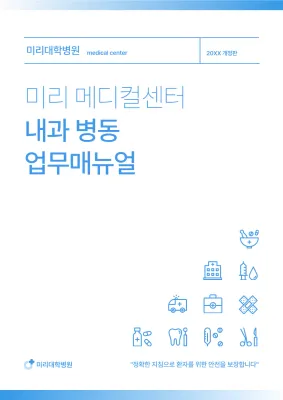 미리대학병원 medical center 20XX 개정판
미리 메디컬센터
내과 병동
업무매뉴얼
미리대학병원 "정확한 지침으로 환자를 위한 안전을 보장합니다"